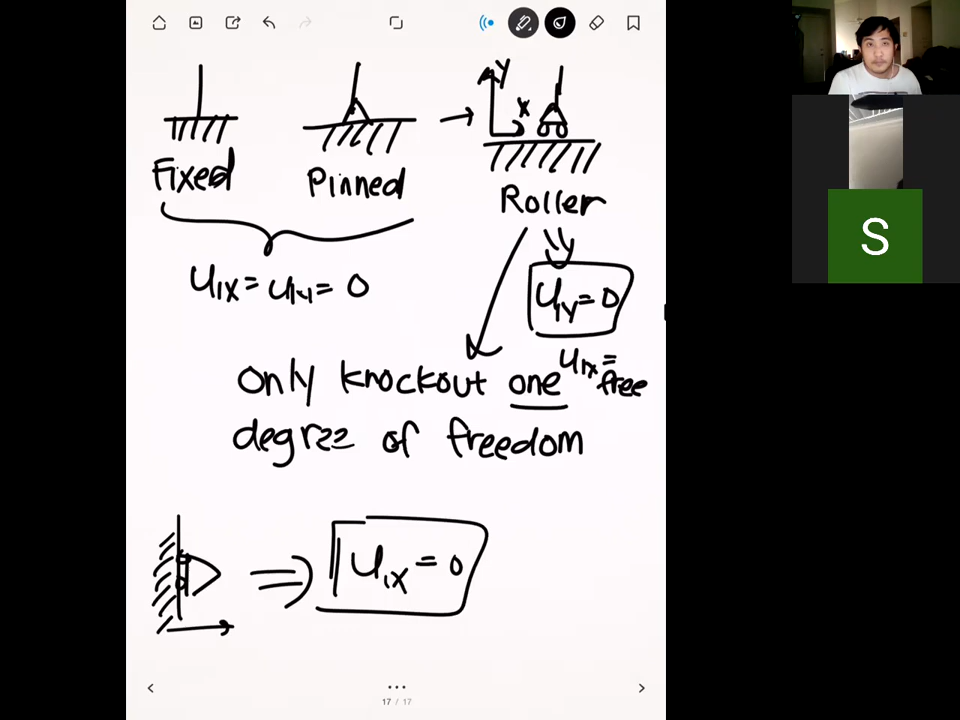 Y
X
Fixed
Pinned
Roller
U1X = U1Y = 0
U1Y = 0
U1X =
free
only knockout one
degree of freedom
U1X = 0
17 / 17
S